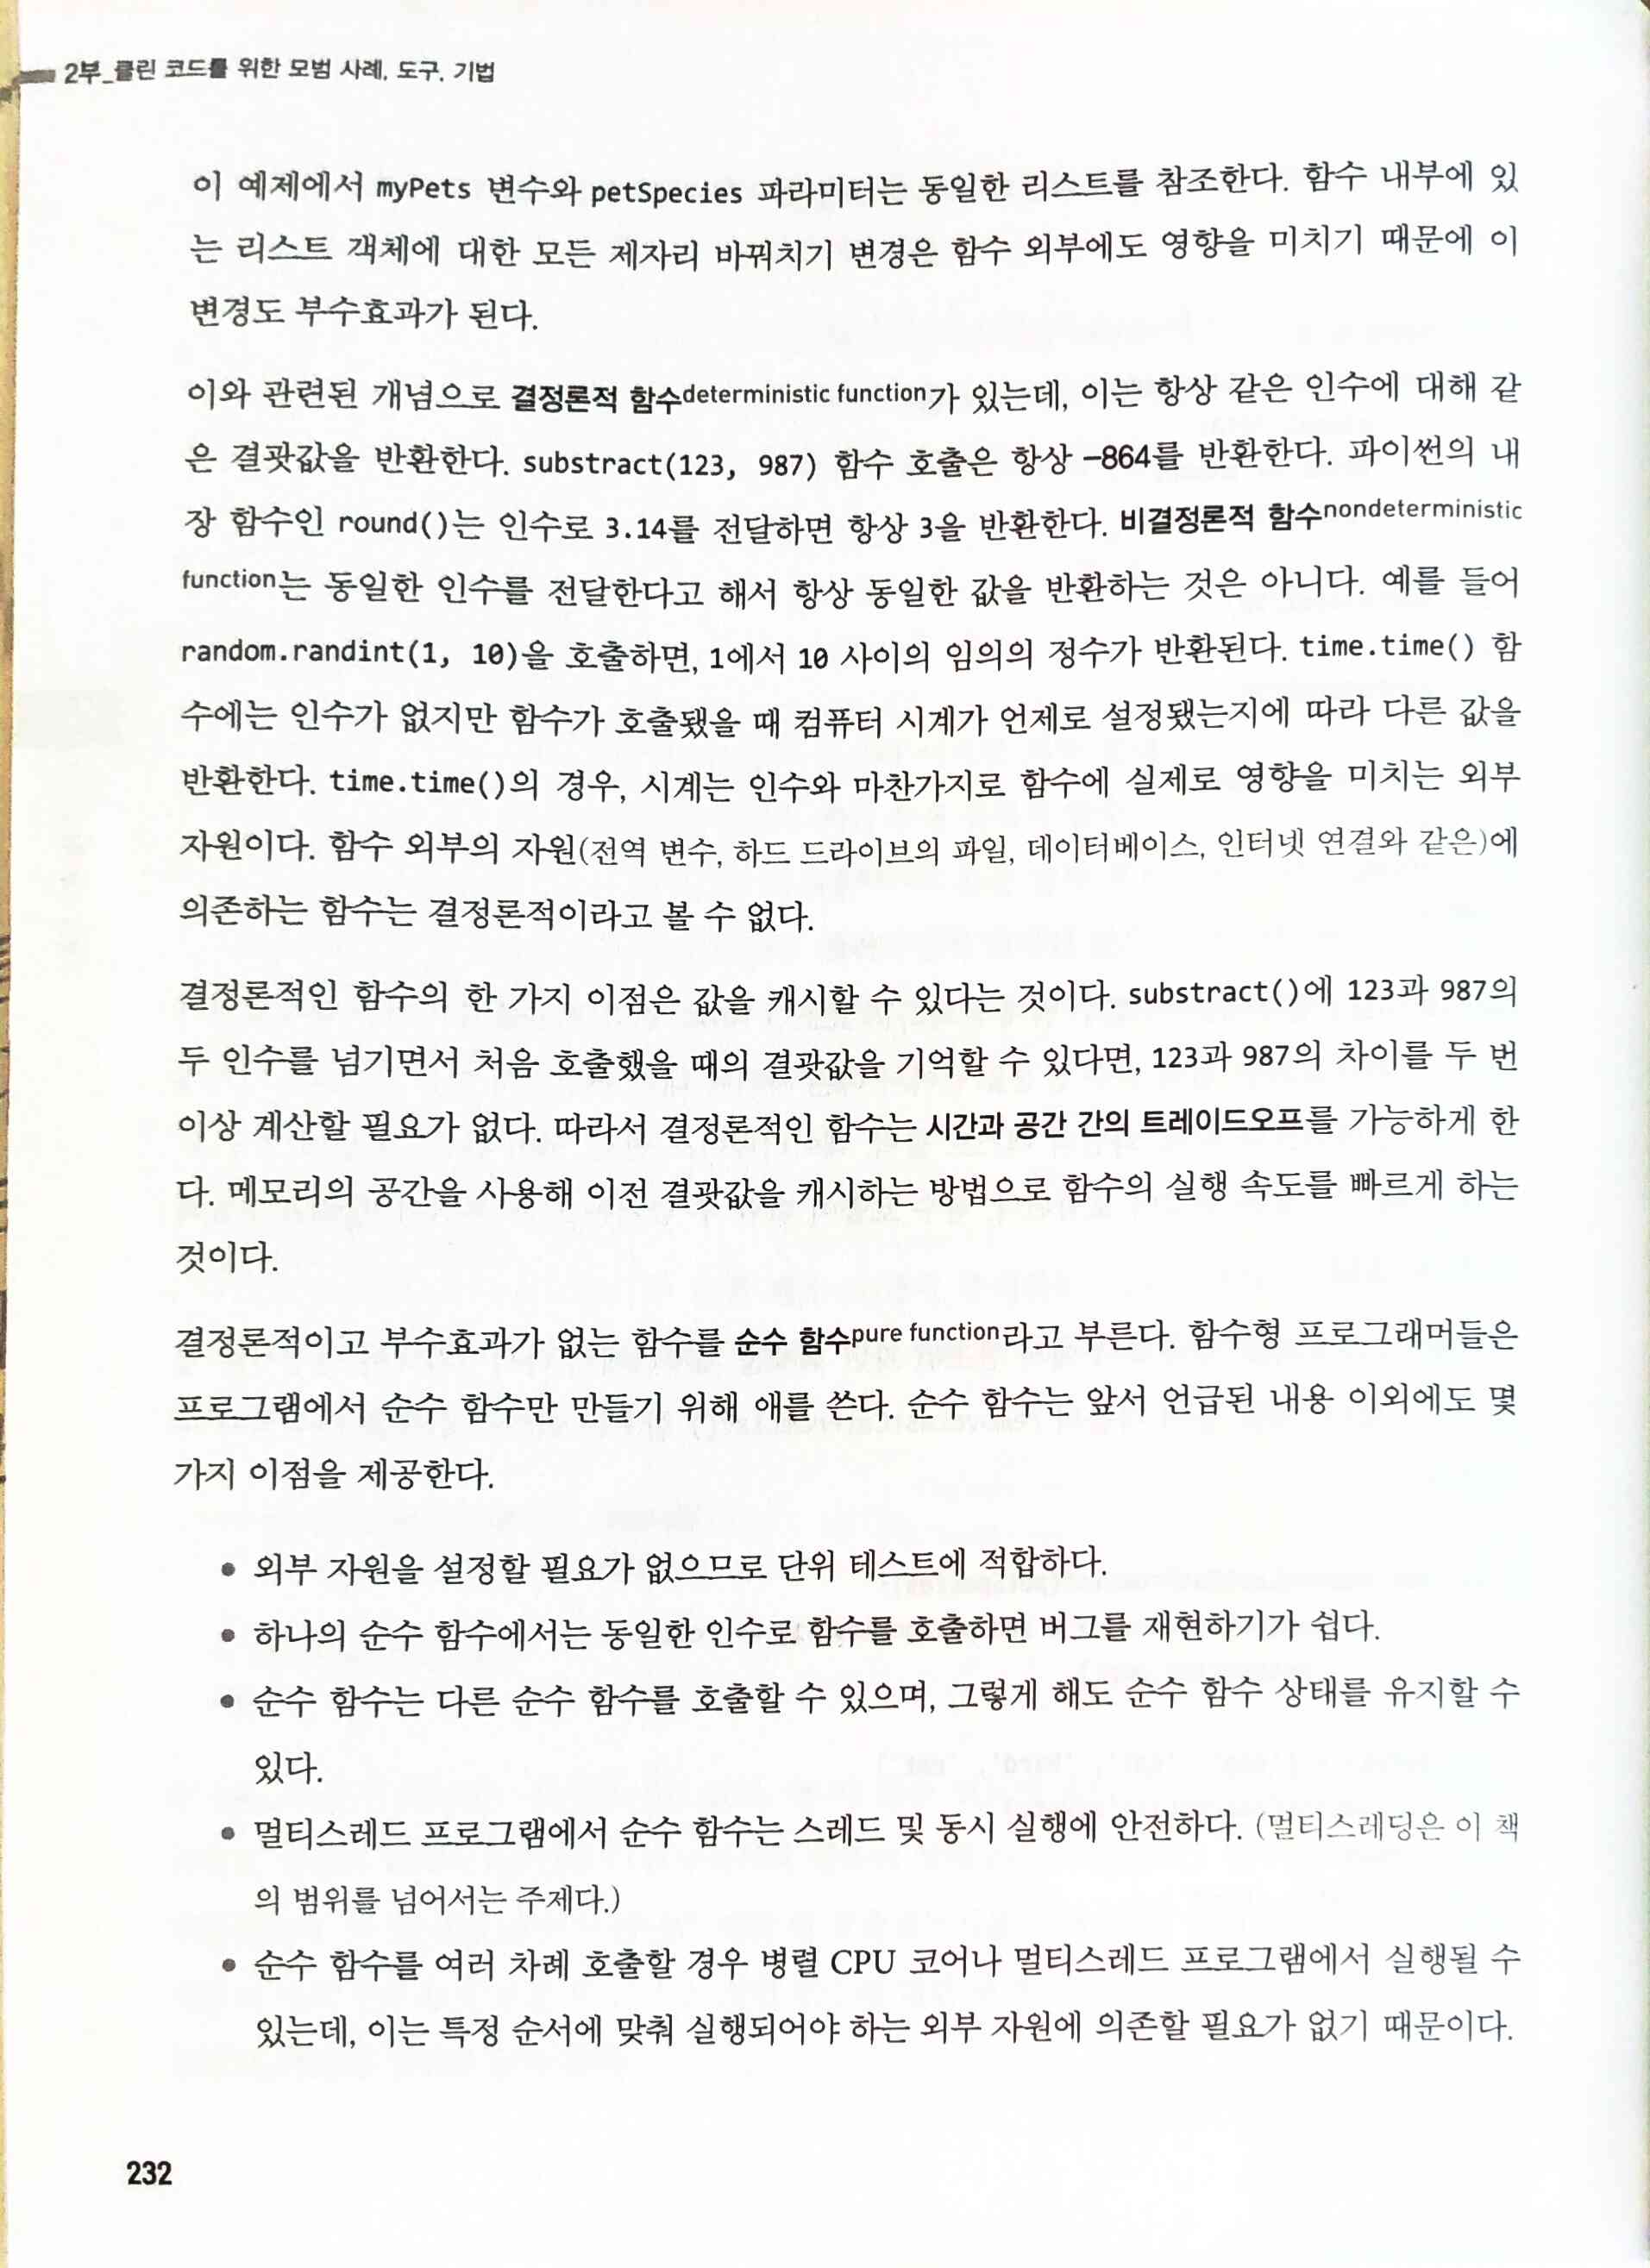 2부_클린 코드를 위한 모범 사례, 도구, 기법
이 예제에서 myPets 변수와 petSpecies 파라미터는 동일한 리스트를 참조한다. 함수 내부에 있
는 리스트 객체에 대한 모든 제자리 바꿔치기 변경은 함수 외부에도 영향을 미치기 때문에 이
변경도 부수효과가 된다.
이와 관련된 개념으로 결정론적 함수deterministic function가 있는데, 이는 항상 같은 인수에 대해 같
은 결괏값을 반환한다. substract(123, 987) 함수 호출은 항상 -864를 반환한다. 파이썬의 내
장 함수인 round()는 인수로 3.14를 전달하면 항상 3을 반환한다. 비결정론적 함수nondeterministic
function는 동일한 인수를 전달한다고 해서 항상 동일한 값을 반환하는 것은 아니다. 예를 들어
random.randint(1, 10)을 호출하면, 1에서 10 사이의 임의의 정수가 반환된다. time.time() 함
수에는 인수가 없지만 함수가 호출됐을 때 컴퓨터 시계가 언제로 설정됐는지에 따라 다른 값을
반환한다. time.time()의 경우, 시계는 인수와 마찬가지로 함수에 실제로 영향을 미치는 외부
자원이다. 함수 외부의 자원(전역 변수, 하드 드라이브의 파일, 데이터베이스, 인터넷 연결과 같은)에
의존하는 함수는 결정론적이라고 볼 수 없다.
결정론적인 함수의 한 가지 이점은 값을 캐시할 수 있다는 것이다. substract()에 123과 987의
두 인수를 넘기면서 처음 호출했을 때의 결괏값을 기억할 수 있다면, 123과 987의 차이를 두 번
이상 계산할 필요가 없다. 따라서 결정론적인 함수는 시간과 공간 간의 트레이드오프를 가능하게 한
다. 메모리의 공간을 사용해 이전 결괏값을 캐시하는 방법으로 함수의 실행 속도를 빠르게 하는
것이다.
결정론적이고 부수효과가 없는 함수를 순수 함수pure function라고 부른다. 함수형 프로그래머들은
프로그램에서 순수 함수만 만들기 위해 애를 쓴다. 순수 함수는 앞서 언급된 내용 이외에도 몇
가지 이점을 제공한다.
• 외부 자원을 설정할 필요가 없으므로 단위 테스트에 적합하다.
• 하나의 순수 함수에서는 동일한 인수로 함수를 호출하면 버그를 재현하기가 쉽다.
• 순수 함수는 다른 순수 함수를 호출할 수 있으며, 그렇게 해도 순수 함수 상태를 유지할 수
있다.
• 멀티스레드 프로그램에서 순수 함수는 스레드 및 동시 실행에 안전하다. (멀티스레딩은 이 책
의 범위를 넘어서는 주제다.)
• 순수 함수를 여러 차례 호출할 경우 병렬 CPU 코어나 멀티스레드 프로그램에서 실행될 수
있는데, 이는 특정 순서에 맞춰 실행되어야 하는 외부 자원에 의존할 필요가 없기 때문이다.
232